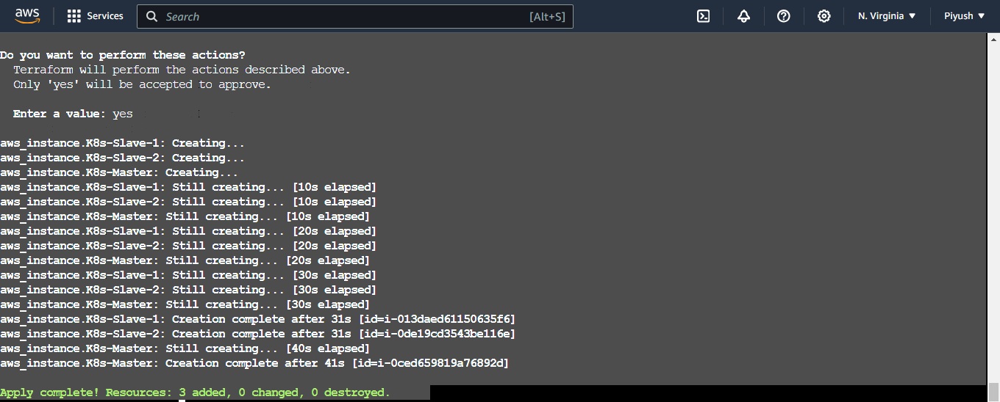 aws
Services
Search
[Alt+S]
N. Virginia
Piyush
Do you want to perform these actions?
Terraform will perform the actions described above.
Only 'yes' will be accepted to approve.
Enter a value: yes
aws_instance.K8s-Slave-1: Creating...
aws_instance.K8s-Slave-2: Creating...
aws_instance.K8s-Master: Creating...
aws_instance.K8s-Slave-1: Still creating... [10s elapsed]
aws_instance.K8s-Slave-2: Still creating... [10s elapsed]
aws_instance.K8s-Master: Still creating... [10s elapsed]
aws_instance.K8s-Slave-1: Still creating... [20s elapsed]
aws_instance.K8s-Slave-2: Still creating... [20s elapsed]
aws_instance.K8s-Master: Still creating... [20s elapsed]
aws_instance.K8s-Slave-1: Still creating... [30s elapsed]
aws_instance.K8s-Slave-2: Still creating... [30s elapsed]
aws_instance.K8s-Master: Still creating... [30s elapsed]
aws_instance.K8s-Slave-1: Creation complete after 31s [id=i-013daed61150635f6]
aws_instance.K8s-Slave-2: Creation complete after 31s [id=i-0de19cd3543be116e]
aws_instance.K8s-Master: Still creating... [40s elapsed]
aws_instance.K8s-Master: Creation complete after 41s [id=i-0ced659819a76892d]
Apply complete! Resources: 3 added, 0 changed, 0 destroyed.